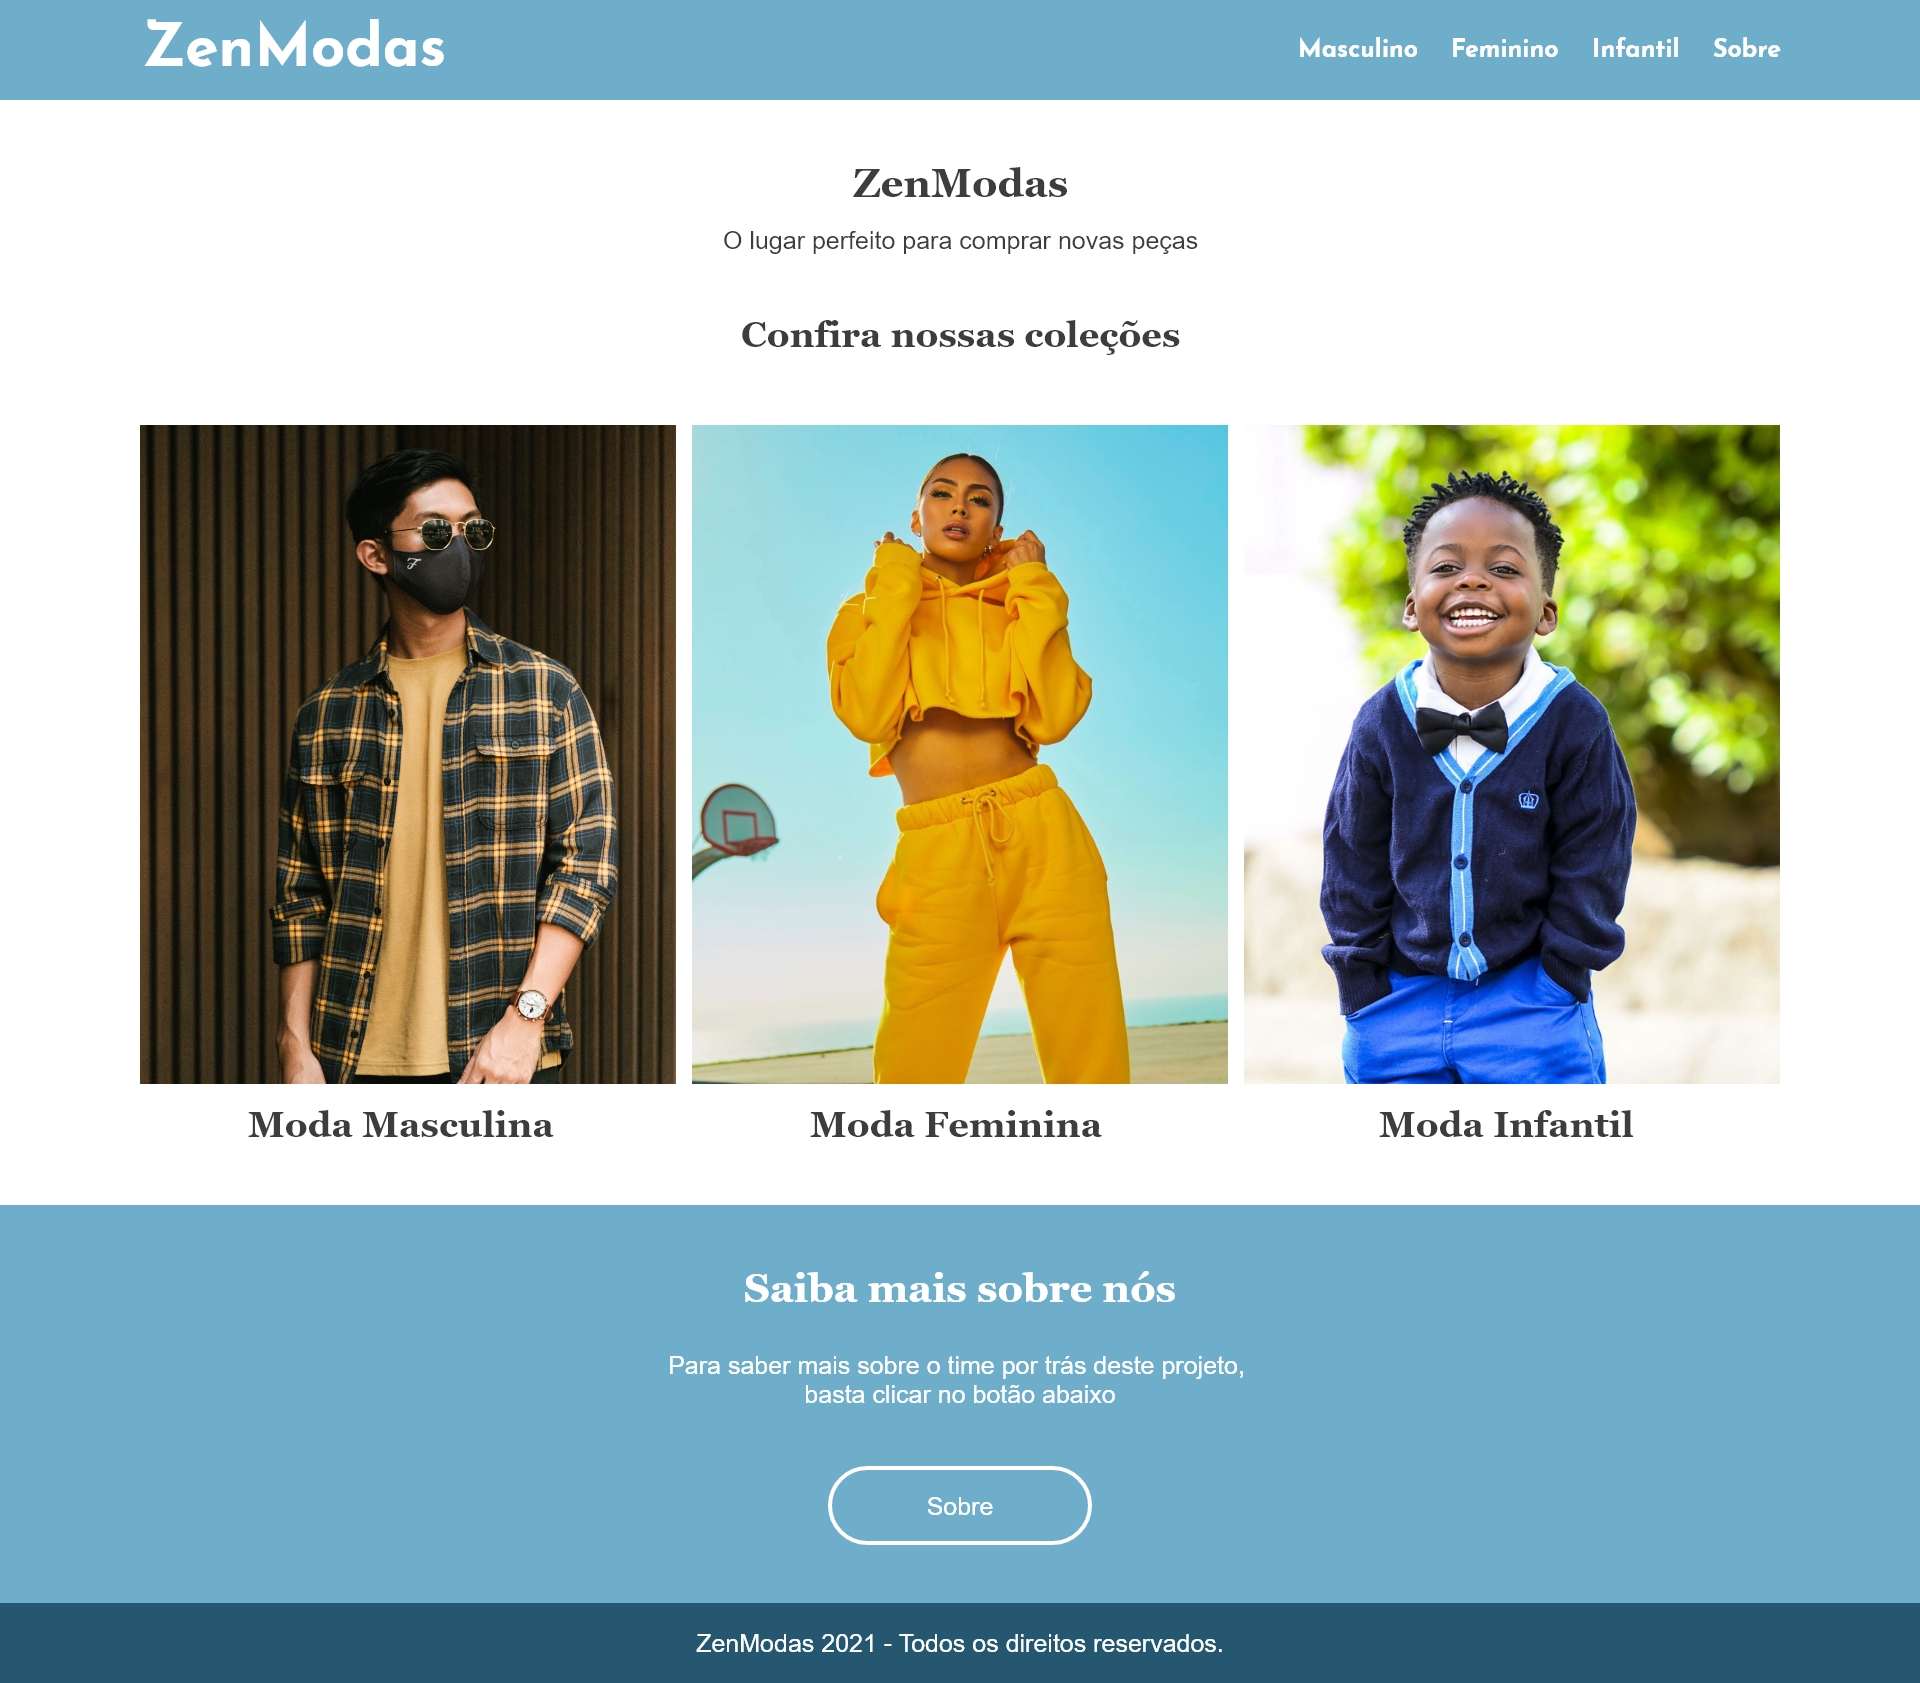 ZenModas
Masculino Feminino Infantil Sobre
ZenModas
O lugar perfeito para comprar novas peças
Confira nossas coleções
Moda Masculina
Moda Feminina
Moda Infantil
Saiba mais sobre nós
Para saber mais sobre o time por trás deste projeto,
basta clicar no botão abaixo
Sobre
ZenModas 2021 - Todos os direitos reservados.